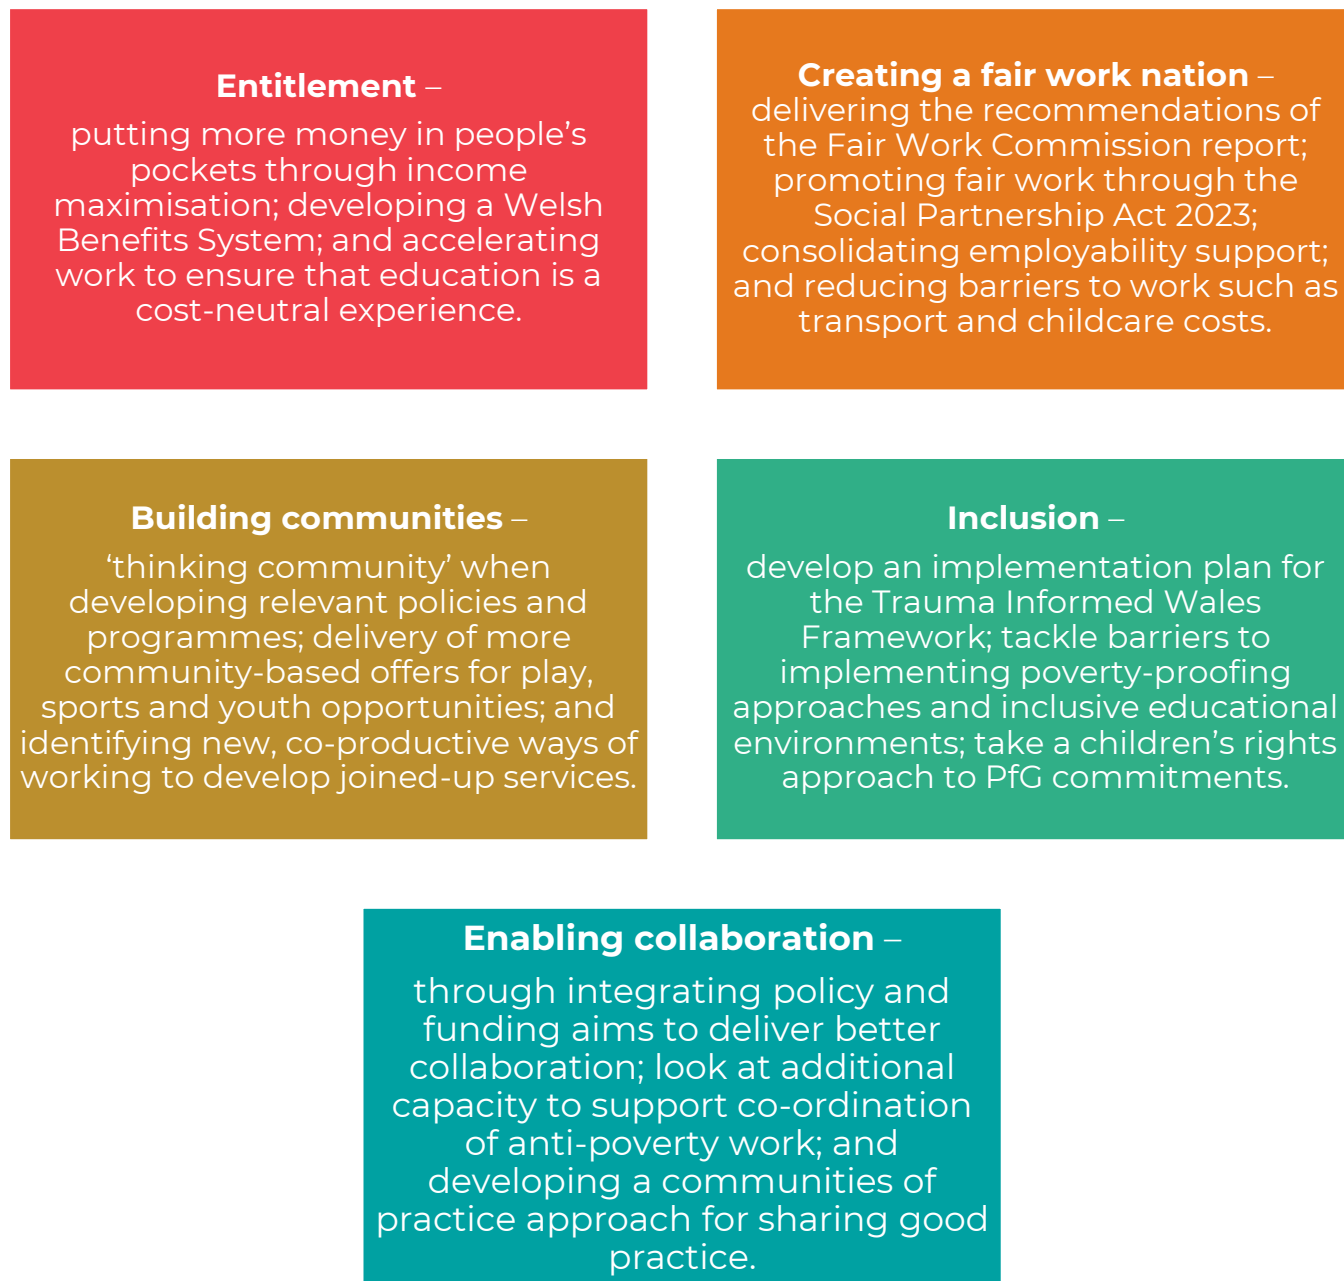 Entitlement –
putting more money in people’s
pockets through income
maximisation; developing a Welsh
Benefits System; and accelerating
work to ensure that education is a
cost-neutral experience.
Creating a fair work nation –
delivering the recommendations of
the Fair Work Commission report;
promoting fair work through the
Social Partnership Act 2023;
consolidating employability support;
and reducing barriers to work such as
transport and childcare costs.
Building communities –
‘thinking community’ when
developing relevant policies and
programmes; delivery of more
community-based offers for play,
sports and youth opportunities; and
identifying new, co-productive ways of
working to develop joined-up services.
Inclusion –
develop an implementation plan for
the Trauma Informed Wales
Framework; tackle barriers to
implementing poverty-proofing
approaches and inclusive educational
environments; take a children’s rights
approach to PfG commitments.
Enabling collaboration –
through integrating policy and
funding aims to deliver better
collaboration; look at additional
capacity to support co-ordination
of anti-poverty work; and
developing a communities of
practice approach for sharing good
practice.